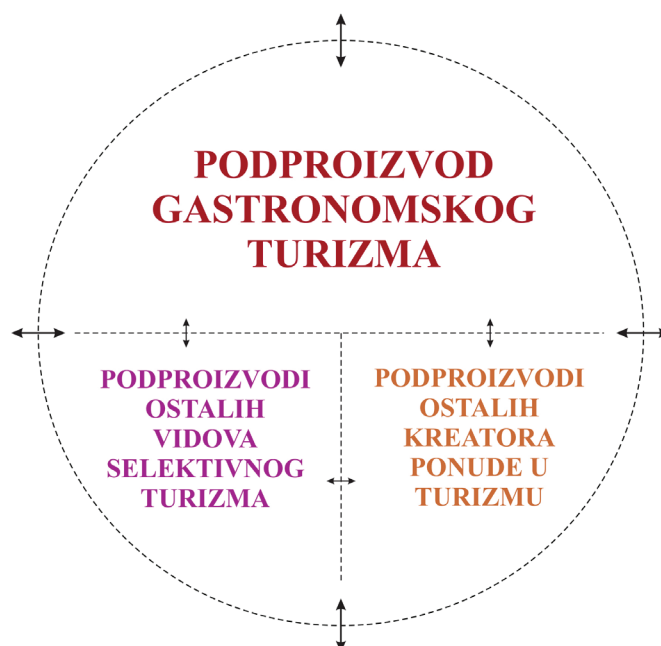 PODPROIZVOD
GASTRONOMSKOG
TURIZMA
PODPROIZVODI
OSTALIH
VIDOVA
SELEKTIVNOG
TURIZMA
PODPROIZVODI
OSTALIH
KREATORA
PONUDE U
TURIZMU